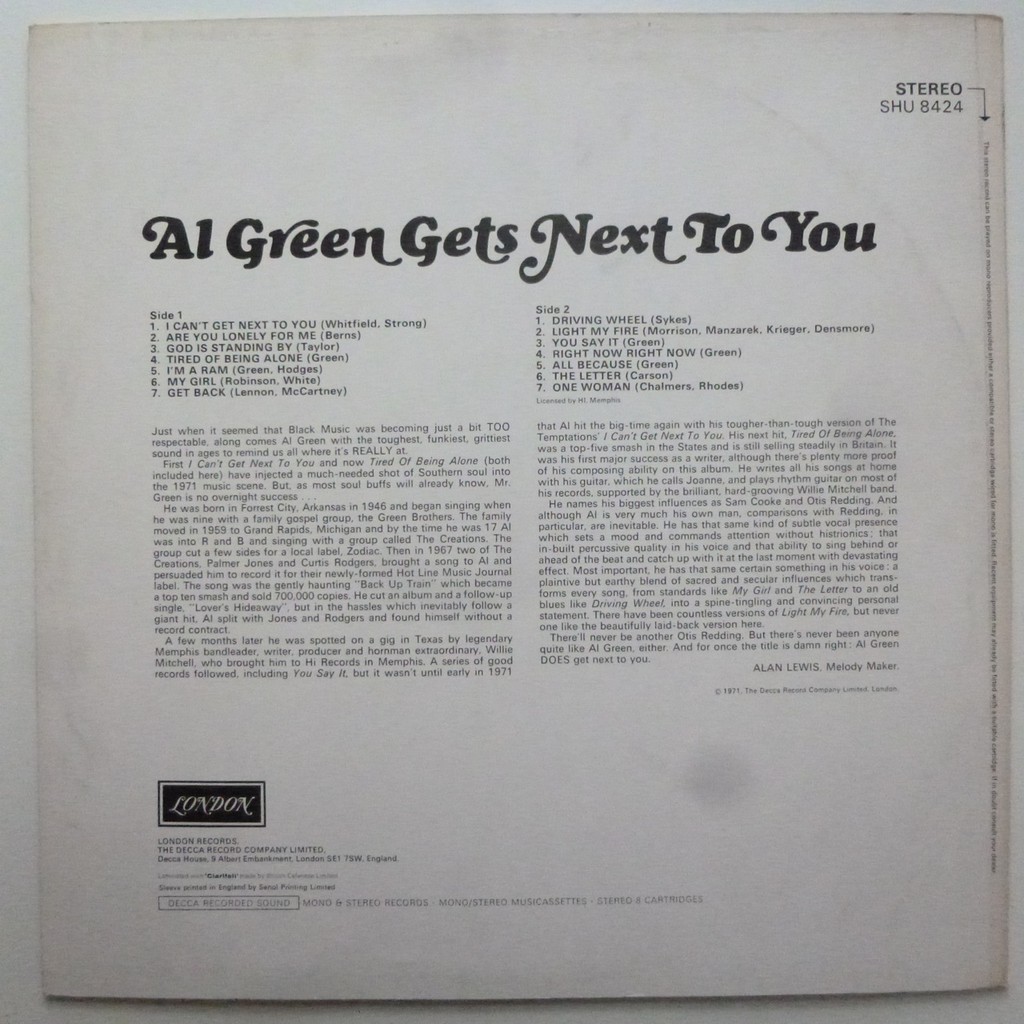 STEREO
SHU 8424
Al Green Gets Next To You
Side 1
1. I CAN'T GET NEXT TO YOU (Whitfield, Strong)
2. ARE YOU LONELY FOR ME (Berns)
3. GOD IS STANDING BY (Taylor)
4. TIRED OF BEING ALONE (Green)
5. I'M A RAM (Green, Hodges)
6. MY GIRL (Robinson, White)
7. GET BACK (Lennon, McCartney)
Side 2
1. DRIVING WHEEL (Sykes)
2. LIGHT MY FIRE (Morrison, Manzarek, Krieger, Densmore)
3. YOU SAY IT (Green)
4. RIGHT NOW RIGHT NOW (Green)
5. ALL BECAUSE (Green)
6. THE LETTER (Carson)
7. ONE WOMAN (Chalmers, Rhodes)
Licensed by HI, Memphis
Just when it seemed that Black Music was becoming just a bit TOO
respectable, along comes Al Green with the toughest, funkiest, grittiest
sound in ages to remind us all where it's REALLY at.
First I Can't Get Next To You and now Tired Of Being Alone (both
included here) have injected a much-needed shot of Southern soul into
the 1971 music scene. But, as most soul buffs will already know, Mr.
Green is no overnight success . . .
He was born in Forrest City, Arkansas in 1946 and began singing when
he was nine with a family gospel group, the Green Brothers. The family
moved in 1959 to Grand Rapids, Michigan and by the time he was 17 Al
was into R and B and singing with a group called The Creations. The
group cut a few sides for a local label, Zodiac. Then in 1967 two of The
Creations, Palmer Jones and Curtis Rodgers, brought a song to Al and
persuaded him to record it for their newly-formed Hot Line Music Journal
label. The song was the gently haunting "Back Up Train" which became
a top ten smash and sold 700,000 copies. He cut an album and a follow-up
single, "Lover's Hideaway", but in the hassles which inevitably follow a
giant hit, Al split with Jones and Rodgers and found himself without a
record contract.
A few months later he was spotted on a gig in Texas by legendary
Memphis bandleader, writer, producer and hornman extraordinary, Willie
Mitchell, who brought him to Hi Records in Memphis. A series of good
records followed, including You Say It, but it wasn't until early in 1971
that Al hit the big-time again with his tougher-than-tough version of The
Temptations' I Can't Get Next To You. His next hit, Tired Of Being Alone,
was a top-five smash in the States and is still selling steadily in Britain. It
was his first major success as a writer, although there's plenty more proof
of his composing ability on this album. He writes all his songs at home
with his guitar, which he calls Joanne, and plays rhythm guitar on most of
his records, supported by the brilliant, hard-grooving Willie Mitchell band.
He names his biggest influences as Sam Cooke and Otis Redding. And
although Al is very much his own man, comparisons with Redding, in
particular, are inevitable. He has that same kind of subtle vocal presence
which sets a mood and commands attention without histrionics; that
in-built percussive quality in his voice and that ability to sing behind or
ahead of the beat and catch up with it at the last moment with devastating
effect. Most important, he has that same certain something in his voice : a
plaintive but earthy blend of sacred and secular influences which trans-
forms every song, from standards like My Girl and The Letter to an old
blues like Driving Wheel, into a spine-tingling and convincing personal
statement. There have been countless versions of Light My Fire, but never
one like the beautifully laid-back version here.
There'll never be another Otis Redding. But there's never been anyone
quite like Al Green, either. And for once the title is damn right : Al Green
DOES get next to you.
ALAN LEWIS, Melody Maker.
© 1971, The Decca Record Company Limited, London.
LONDON
LONDON RECORDS,
THE DECCA RECORD COMPANY LIMITED,
Decca House, 9 Albert Embankment, London SE1 7SW, England
Laminated with 'Clarifoil' made by British Celanese Limited
Sleeve printed in England by Senol Printing Limited
DECCA RECORDED SOUND MONO & STEREO RECORDS · MONO/STEREO MUSICASSETTES · STEREO 8 CARTRIDGES